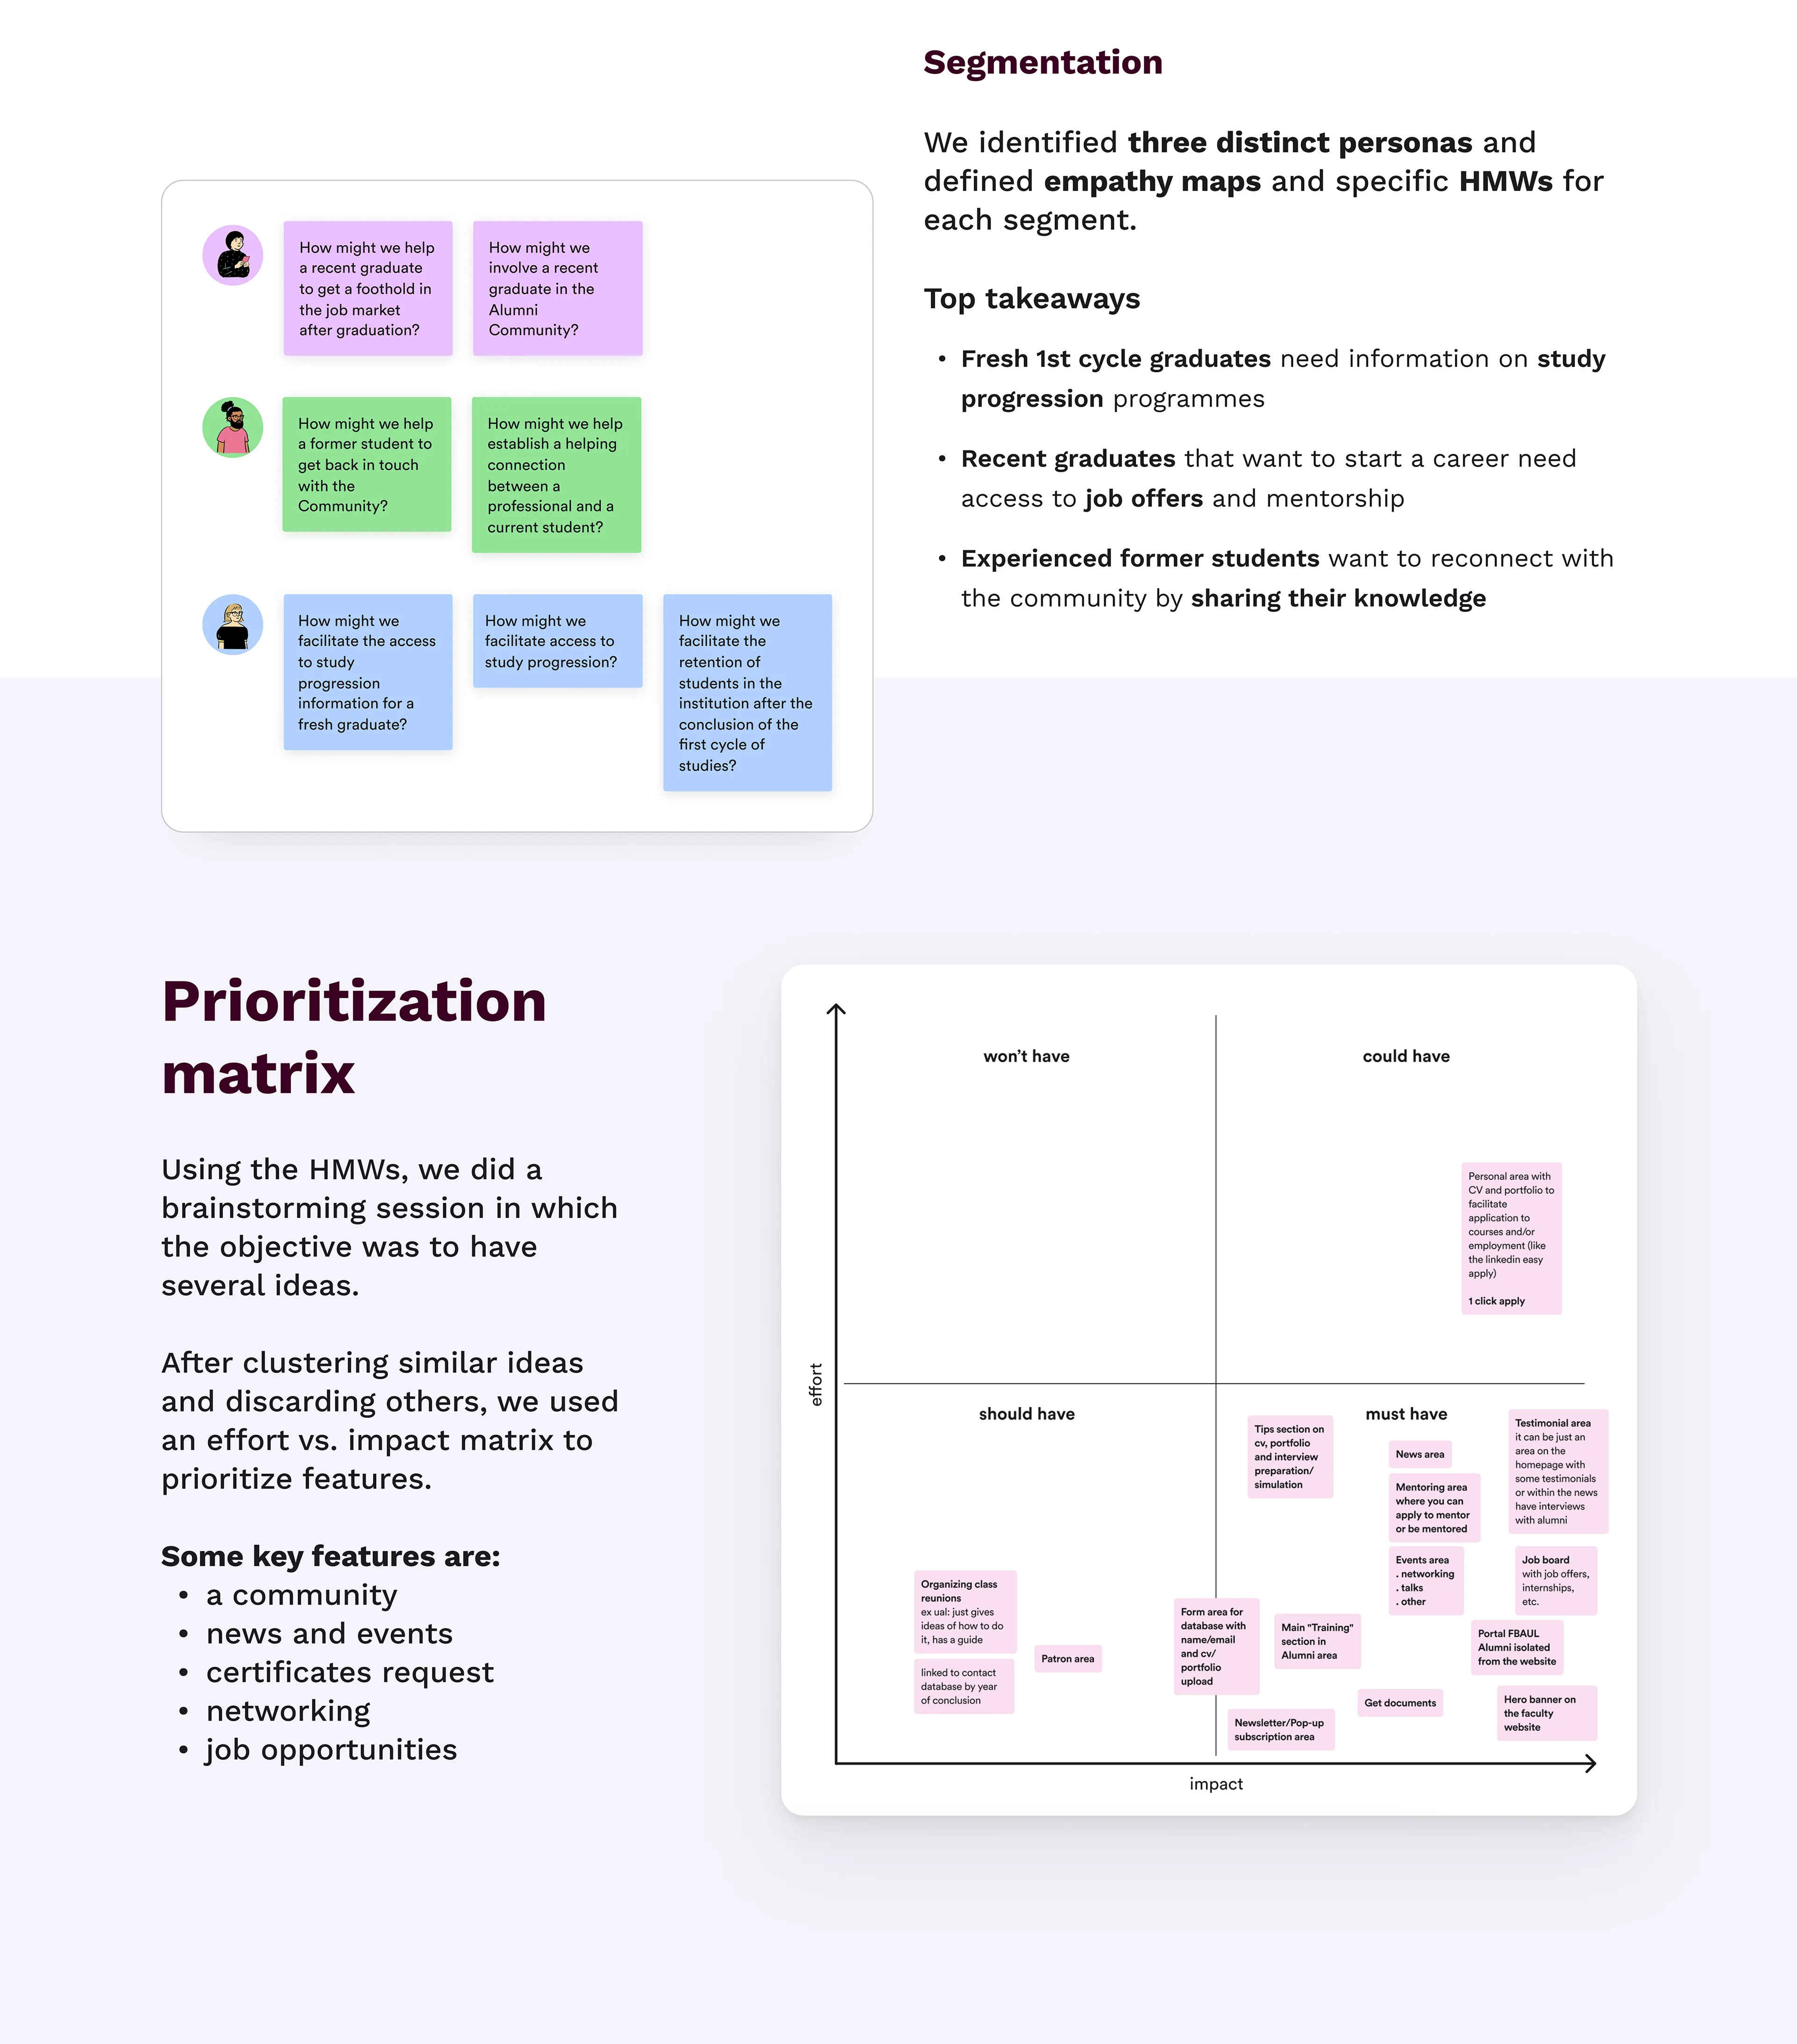 Segmentation
We identified three distinct personas and
defined empathy maps and specific HMWs for
each segment.
Top takeaways
• Fresh 1st cycle graduates need information on study
progression programmes
• Recent graduates that want to start a career need
access to job offers and mentorship
• Experienced former students want to reconnect with
the community by sharing their knowledge
How might we help
a recent graduate
to get a foothold in
the job market
after graduation?
How might we
involve a recent
graduate in the
Alumni
Community?
How might we help
a former student to
get back in touch
with the
Community?
How might we help
establish a helping
connection
between a
professional and a
current student?
How might we
facilitate the access
to study
progression
information for a
fresh graduate?
How might we
facilitate access to
study progression?
How might we
facilitate the
retention of
students in the
institution after the
conclusion of the
first cycle of
studies?
Prioritization
matrix
Using the HMWs, we did a
brainstorming session in which
the objective was to have
several ideas.
After clustering similar ideas
and discarding others, we used
an effort vs. impact matrix to
prioritize features.
Some key features are:
• a community
• news and events
• certificates request
• networking
• job opportunities
won't have
could have
Personal area with
CV and portfolio to
facilitate
application to
courses and/or
employment (like
the linkedin easy
apply)
1 click apply
effort
should have
must have
Tips section on
cv, portfolio
and interview
preparation/
simulation
News area
Mentoring area
where you can
apply to mentor
or be mentored
Testimonial area
it can be just an
area on the
homepage with
some testimonials
or within the news
have interviews
with alumni
Events area
. networking
. talks
. other
Job board
with job offers,
internships,
etc.
Organizing class
reunions
ex ual: just gives
ideas of how to do
it, has a guide
linked to contact
database by year
of conclusion
Patron area
Form area for
database with
name/email
and cv/
portfolio
upload
Main "Training"
section in
Alumni area
Portal FBAUL
Alumni isolated
from the website
Get documents
Hero banner on
the faculty
website
Newsletter/Pop-up
subscription area
impact